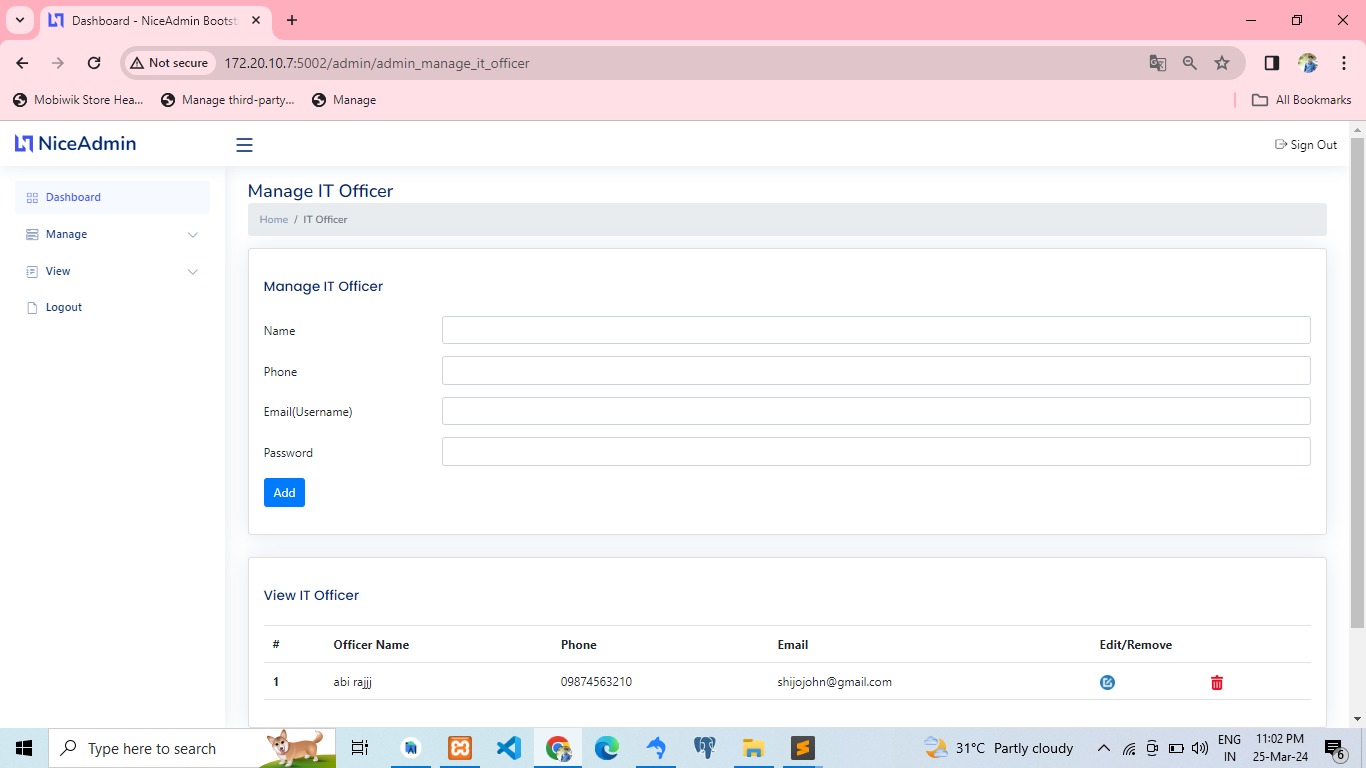 Dashboard - NiceAdmin Bootst
Not secure
172.20.10.7:5002/admin/admin_manage_it_officer
Mobiwik Store Hea...
Manage third-party...
Manage
All Bookmarks
NiceAdmin
Sign Out
Dashboard
Manage
View
Logout
Manage IT Officer
Home / IT Officer
Manage IT Officer
Name
Phone
Email(Username)
Password
Add
View IT Officer
# Officer Name Phone Email Edit/Remove
1 abi rajjj 09874563210 shijojohn@gmail.com
Type here to search
31°C Partly cloudy
ENG
IN
11:02 PM
25-Mar-24
6